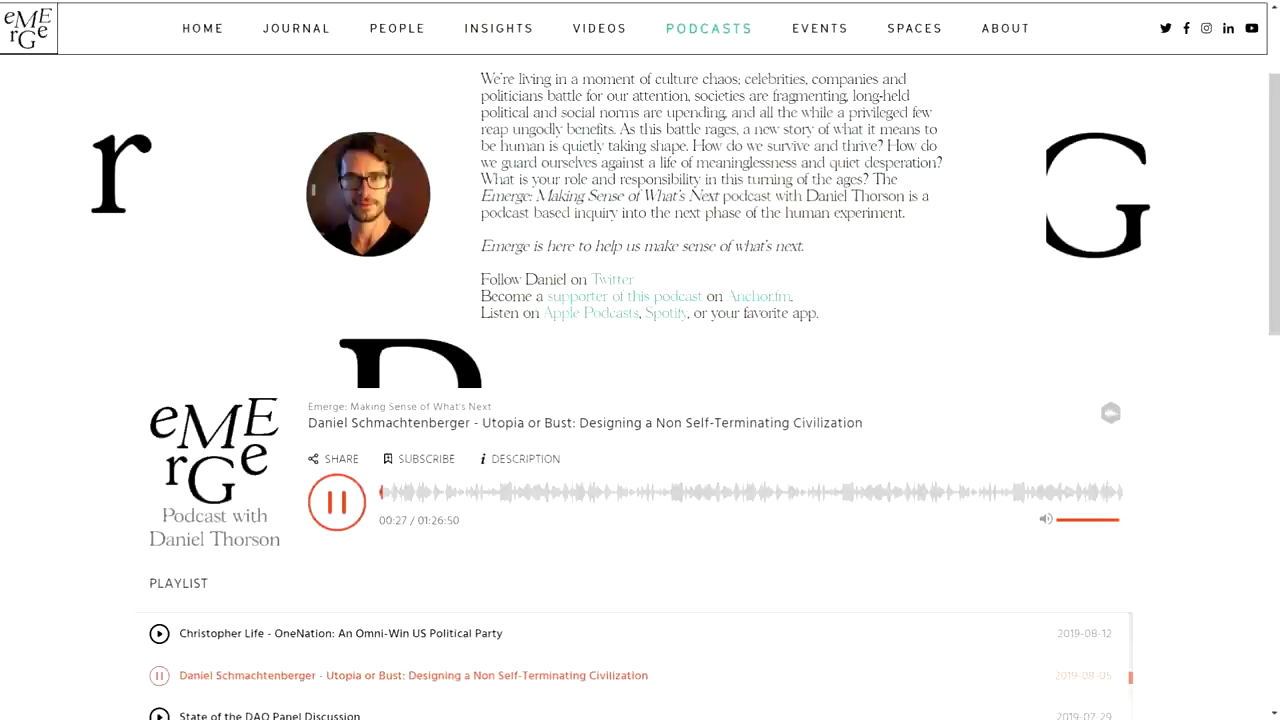 eMErGe
HOME JOURNAL PEOPLE INSIGHTS VIDEOS PODCASTS EVENTS SPACES ABOUT
We're living in a moment of culture chaos; celebrities, companies and
politicians battle for our attention, societies are fragmenting, long-held
political and social norms are upending, and all the while a privileged few
reap ungodly benefits. As this battle rages, a new story of what it means to
be human is quietly taking shape. How do we survive and thrive? How do
we guard ourselves against a life of meaninglessness and quiet desperation?
What is your role and responsibility in this turning of the ages? The
Emerge: Making Sense of What's Next podcast with Daniel Thorson is a
podcast based inquiry into the next phase of the human experiment.
r
G
Emerge is here to help us make sense of what's next.
Follow Daniel on Twitter
Become a supporter of this podcast on Anchor.fm.
Listen on Apple Podcasts, Spotify, or your favorite app.
eMErGe
Podcast with
Daniel Thorson
Emerge: Making Sense of What's Next
Daniel Schmachtenberger - Utopia or Bust: Designing a Non Self-Terminating Civilization
SHARE SUBSCRIBE DESCRIPTION
00:27 / 01:26:50
PLAYLIST
Christopher Life - OneNation: An Omni-Win US Political Party 2019-08-12
Daniel Schmachtenberger - Utopia or Bust: Designing a Non Self-Terminating Civilization 2019-08-05
State of the DAO Panel Discussion 2019-07-29